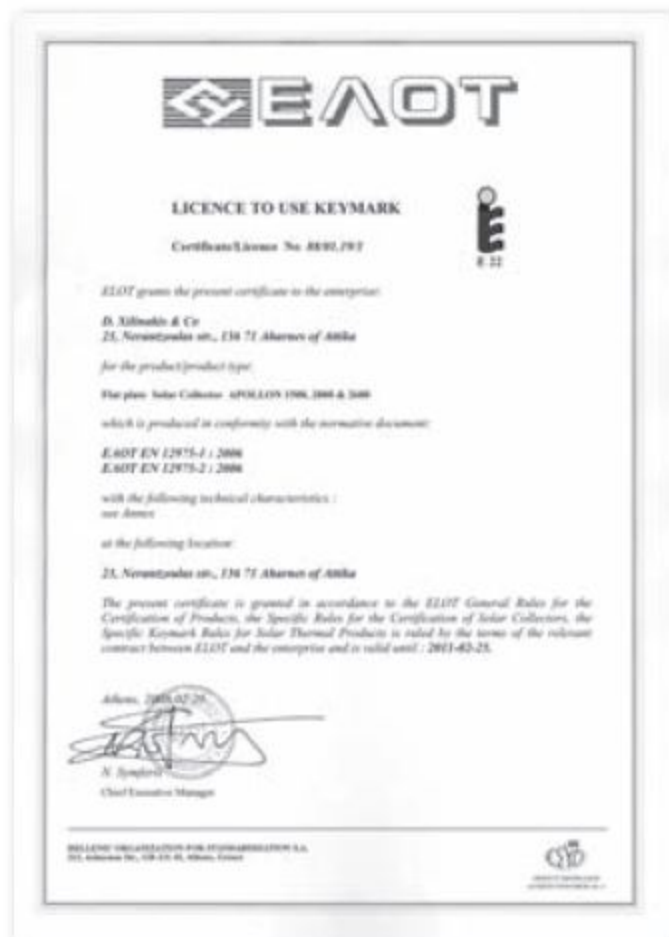 ΕΛΟΤ
LICENCE TO USE KEYMARK
Certificate/Licence No
ELOT grants the present certificate to the enterprise:
& Co
25, str., 136 71 Aharnes of Attika
for the product/product type:
Flat plate Solar Collector APOLLON 1500, 2000 & 2600
which is produced in conformity with the normative document:
ΕΛΟΤ EN 12975-1 : 2006
ΕΛΟΤ EN 12975-2 : 2006
with the following technical characteristics :
see Annex
at the following location:
25, str., 136 71 Aharnes of Attika
The present certificate is granted in accordance to the ELOT General Rules for the
Certification of Products, the Specific Rules for the Certification of Solar Collectors, the
Specific Keymark Rules for Solar Thermal Products is ruled by the terms of the relevant
contract between ELOT and the enterprise and is valid until : 2011-02-25.
Athens,
N.
Chief Executive Manager
HELLENIC ORGANIZATION FOR STANDARDIZATION S.A.
Athens, Greece